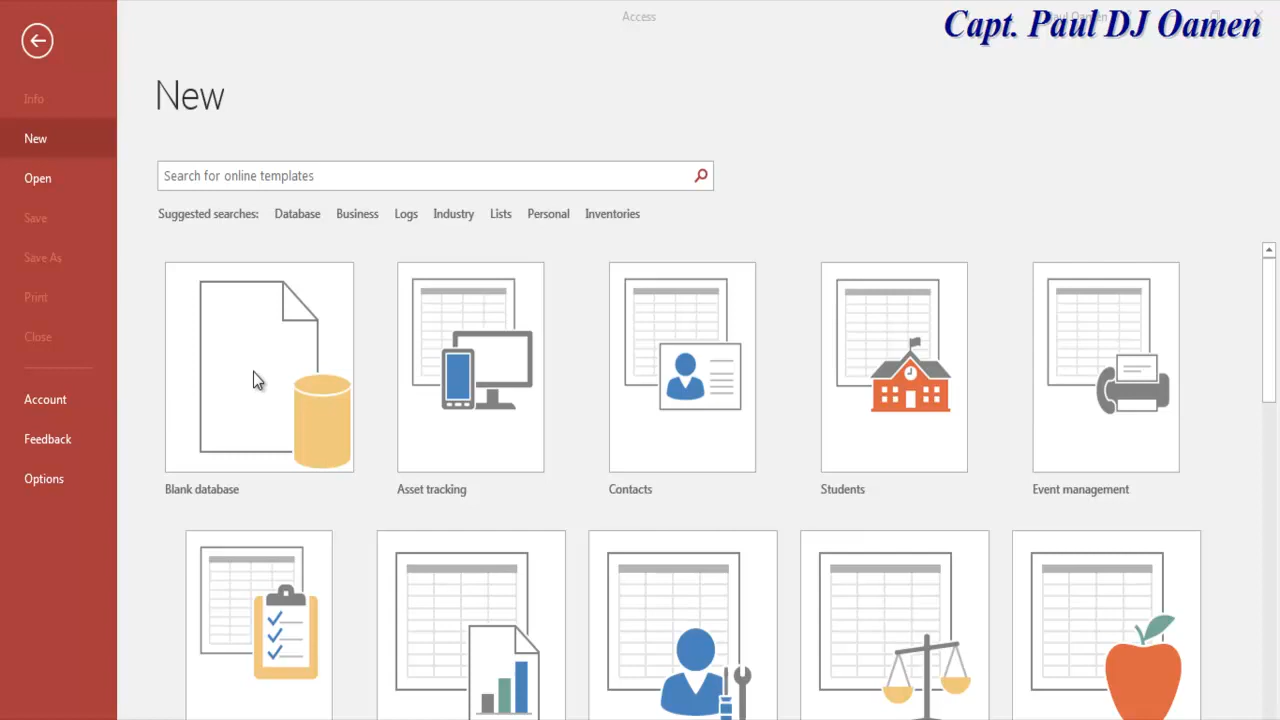 Access
Capt. Paul DJ Oamen
New
Info
New
Open
Save
Save As
Print
Close
Account
Feedback
Options
Search for online templates
Suggested searches: Database Business Logs Industry Lists Personal Inventories
Blank database Asset tracking Contacts Students Event management